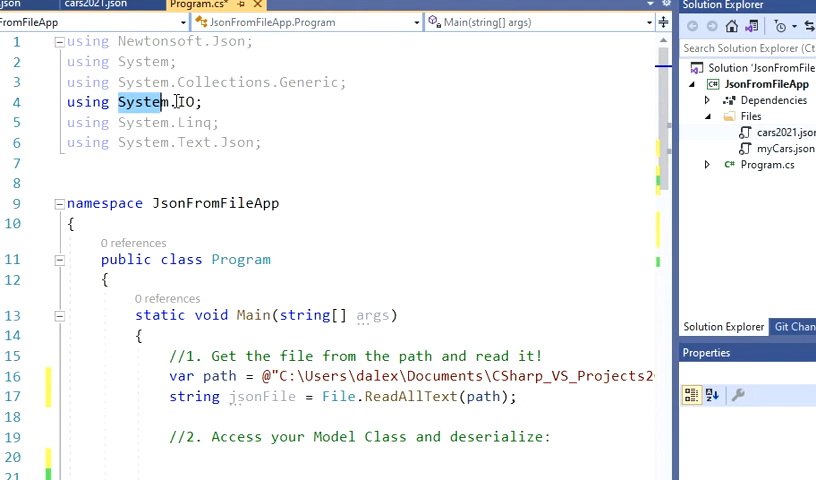 .json
cars2021.json
Program.cs*
Solution Explorer
FromFileApp
JsonFromFileApp.Program
Main(string[] args)
Search Solution Explorer (Ct
Solution 'JsonFromFile
JsonFromFileApp
Dependencies
Files
cars2021.json
myCars.json
Program.cs
Solution Explorer
Git Chan
Properties
1 using Newtonsoft.Json;
2 using System;
3 using System.Collections.Generic;
4 using System.IO;
5 using System.Linq;
6 using System.Text.Json;
7
8
9 namespace JsonFromFileApp
10 {
0 references
11 public class Program
12 {
0 references
13 static void Main(string[] args)
14 {
15 //1. Get the file from the path and read it!
16 var path = @"C:\Users\dalex\Documents\CSharp_VS_Projects2
17 string jsonFile = File.ReadAllText(path);
18
19 //2. Access your Model Class and deserialize:
20
21